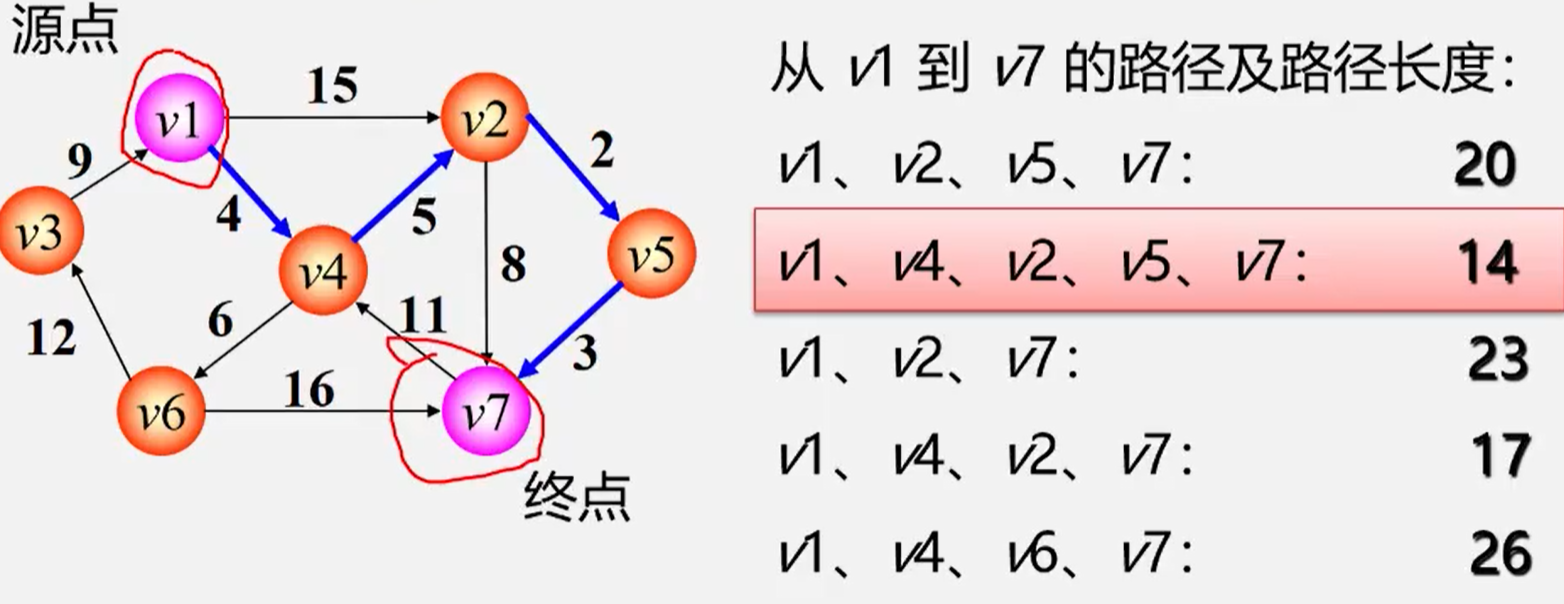 源点
v1
15
v2
9
2
4
5
v3
v4
8
v5
6
11
12
3
16
v6
v7
终点
从 v1 到 v7 的路径及路径长度：
v1、v2、v5、v7： 20
v1、v4、v2、v5、v7： 14
v1、v2、v7： 23
v1、v4、v2、v7： 17
v1、v4、v6、v7： 26